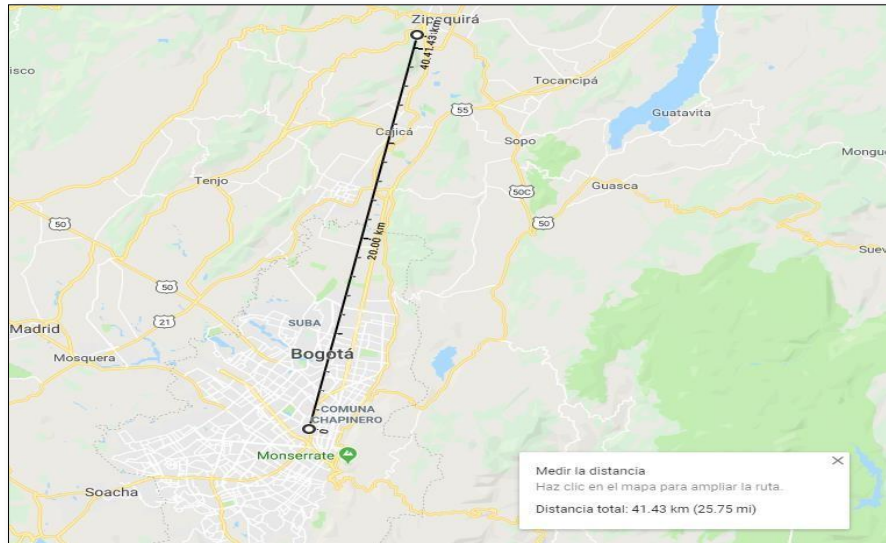 Zipaquirá
40.41.43 km
isco
Tocancipá
55
Guatavita
Cajicá
Sopo
Mongu
Tenjo
50C
Guasca
50
50
20.00 km
Suev
50
21
SUBA
Madrid
Bogotá
Mosquera
COMUNA
CHAPINERO
0
Monserrate
Soacha
Medir la distancia
Haz clic en el mapa para ampliar la ruta.
Distancia total: 41.43 km (25.75 mi)